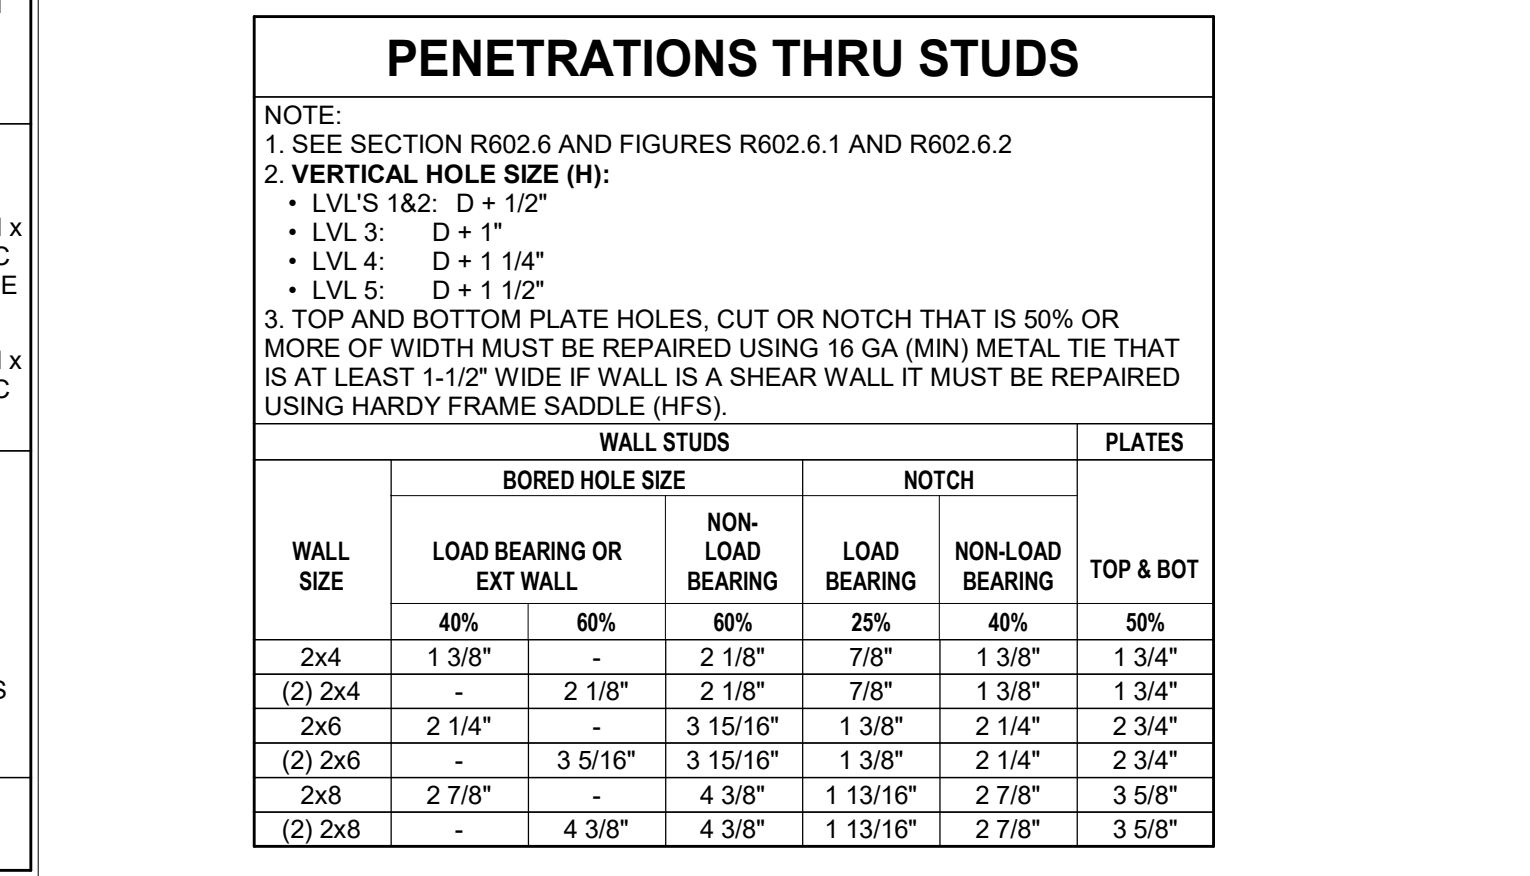 PENETRATIONS THRU STUDS
NOTE:
1. SEE SECTION R602.6 AND FIGURES R602.6.1 AND R602.6.2
2. VERTICAL HOLE SIZE (H):
• LVL'S 1&2: D + 1/2"
• LVL 3: D + 1"
• LVL 4: D + 1 1/4"
• LVL 5: D + 1 1/2"
3. TOP AND BOTTOM PLATE HOLES, CUT OR NOTCH THAT IS 50% OR
MORE OF WIDTH MUST BE REPAIRED USING 16 GA (MIN) METAL TIE THAT
IS AT LEAST 1-1/2" WIDE IF WALL IS A SHEAR WALL IT MUST BE REPAIRED
USING HARDY FRAME SADDLE (HFS).
WALL STUDS PLATES
BORED HOLE SIZE NOTCH
WALL
SIZE
LOAD BEARING OR
EXT WALL
NON-
LOAD
BEARING
LOAD
BEARING
NON-LOAD
BEARING
TOP & BOT
40% 60% 60% 25% 40% 50%
2x4 1 3/8" - 2 1/8" 7/8" 1 3/8" 1 3/4"
(2) 2x4 - 2 1/8" 2 1/8" 7/8" 1 3/8" 1 3/4"
2x6 2 1/4" - 3 15/16" 1 3/8" 2 1/4" 2 3/4"
(2) 2x6 - 3 5/16" 3 15/16" 1 3/8" 2 1/4" 2 3/4"
2x8 2 7/8" - 4 3/8" 1 13/16" 2 7/8" 3 5/8"
(2) 2x8 - 4 3/8" 4 3/8" 1 13/16" 2 7/8" 3 5/8"
x
E
x